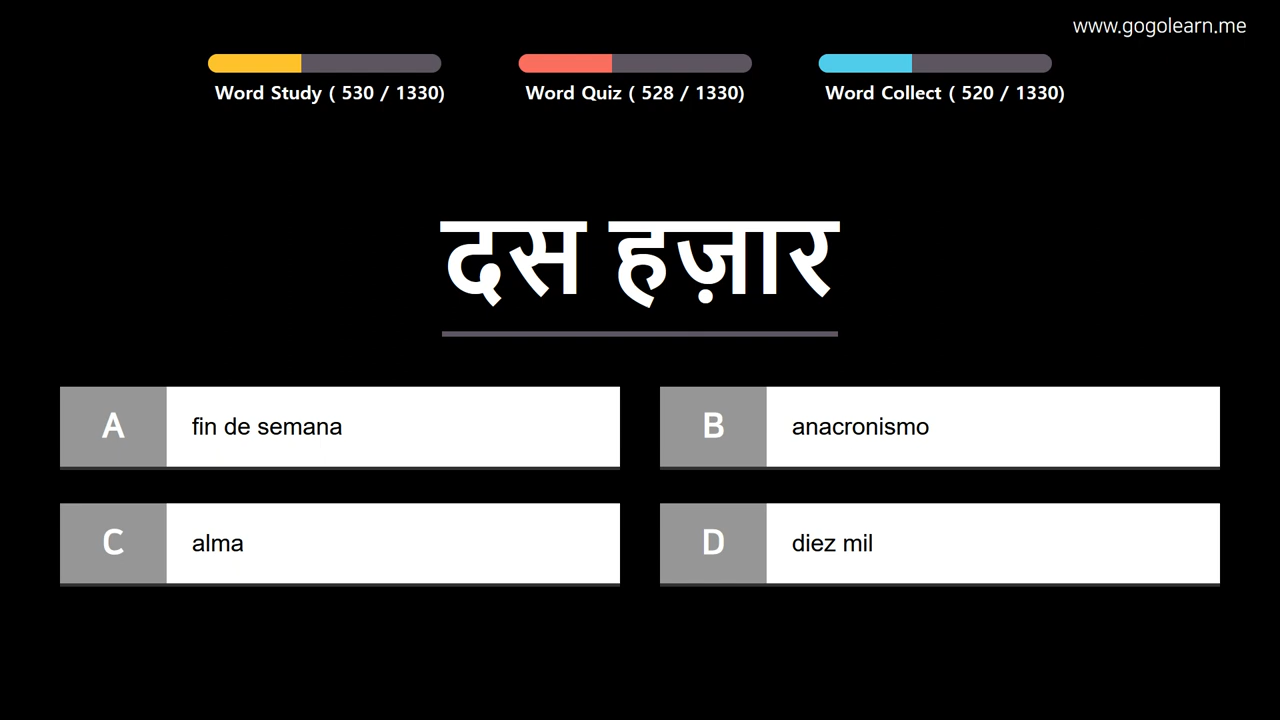 www.gogolearn.me
Word Study ( 530 / 1330)
Word Quiz ( 528 / 1330)
Word Collect ( 520 / 1330)
दस हज़ार
A fin de semana
B anacronismo
C alma
D diez mil